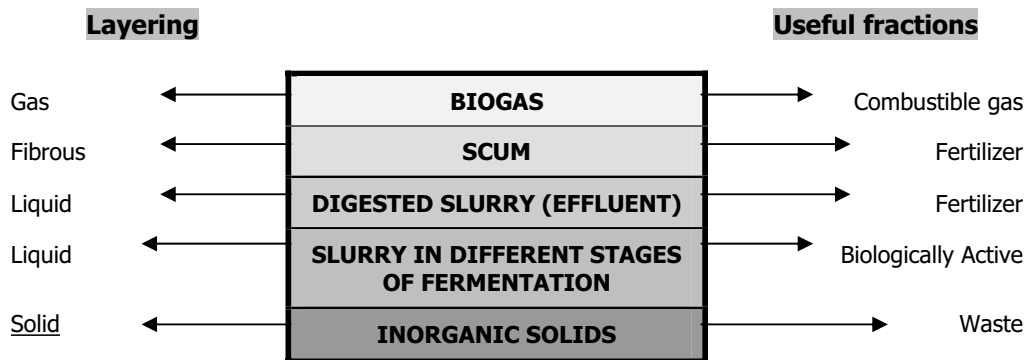 Layering Useful fractions
Gas BIOGAS Combustible gas
Fibrous SCUM Fertilizer
Liquid DIGESTED SLURRY (EFFLUENT) Fertilizer
Liquid SLURRY IN DIFFERENT STAGES OF FERMENTATION Biologically Active
Solid INORGANIC SOLIDS Waste